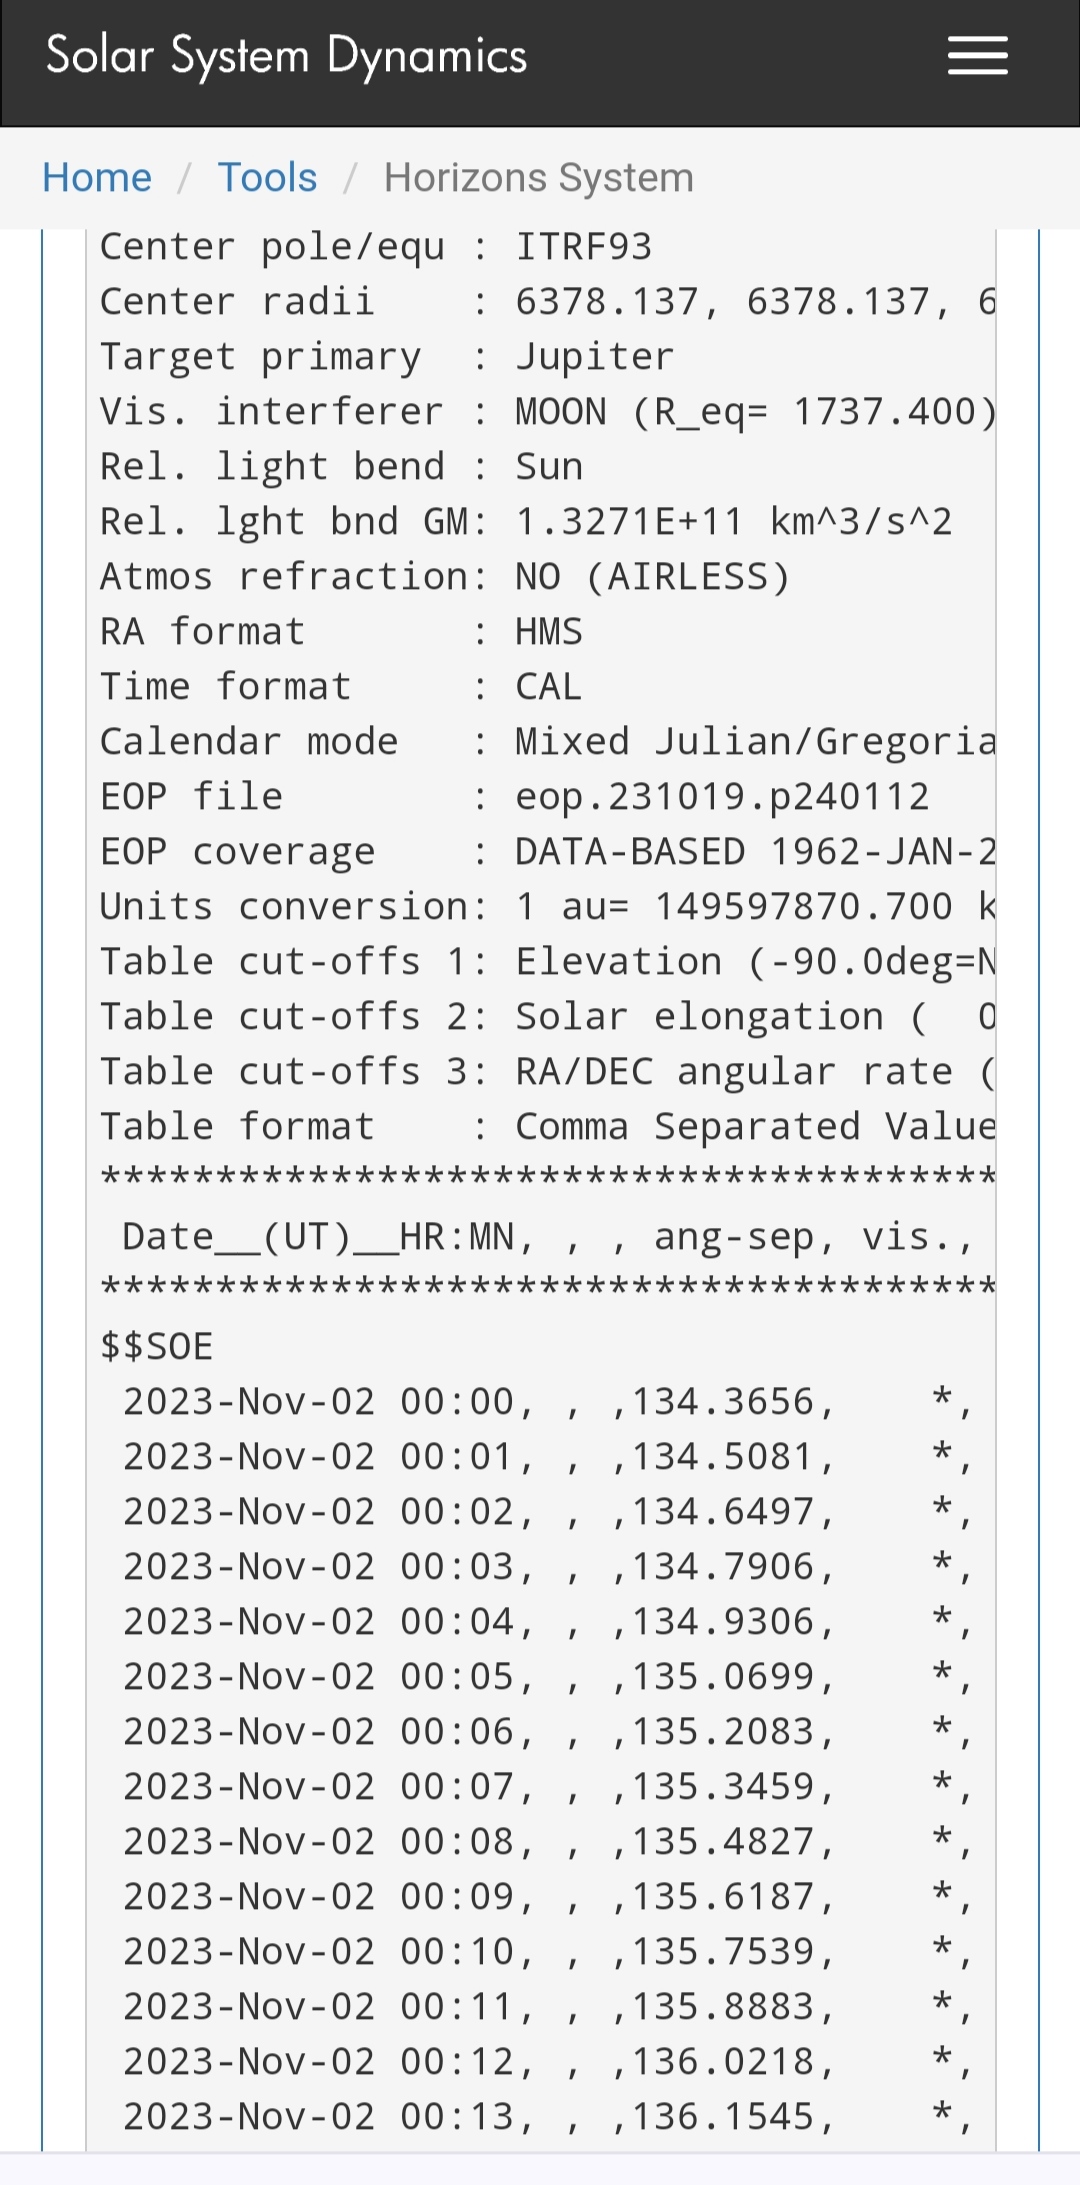 Solar System Dynamics
Home / Tools / Horizons System
Center pole/equ : ITRF93
Center radii    : 6378.137, 6378.137, 6
Target primary  : Jupiter
Vis. interferer : MOON (R_eq= 1737.400)
Rel. light bend : Sun
Rel. lght bnd GM: 1.3271E+11 km^3/s^2
Atmos refraction: NO (AIRLESS)
RA format       : HMS
Time format     : CAL
Calendar mode   : Mixed Julian/Gregoria
EOP file        : eop.231019.p240112
EOP coverage    : DATA-BASED 1962-JAN-2
Units conversion: 1 au= 149597870.700 k
Table cut-offs 1: Elevation (-90.0deg=N
Table cut-offs 2: Solar elongation (  0
Table cut-offs 3: RA/DEC angular rate (
Table format    : Comma Separated Value
***************************************
 Date__(UT)__HR:MN, , , ang-sep, vis.,
***************************************
$$SOE
 2023-Nov-02 00:00, , ,134.3656,    *,
 2023-Nov-02 00:01, , ,134.5081,    *,
 2023-Nov-02 00:02, , ,134.6497,    *,
 2023-Nov-02 00:03, , ,134.7906,    *,
 2023-Nov-02 00:04, , ,134.9306,    *,
 2023-Nov-02 00:05, , ,135.0699,    *,
 2023-Nov-02 00:06, , ,135.2083,    *,
 2023-Nov-02 00:07, , ,135.3459,    *,
 2023-Nov-02 00:08, , ,135.4827,    *,
 2023-Nov-02 00:09, , ,135.6187,    *,
 2023-Nov-02 00:10, , ,135.7539,    *,
 2023-Nov-02 00:11, , ,135.8883,    *,
 2023-Nov-02 00:12, , ,136.0218,    *,
 2023-Nov-02 00:13, , ,136.1545,    *,